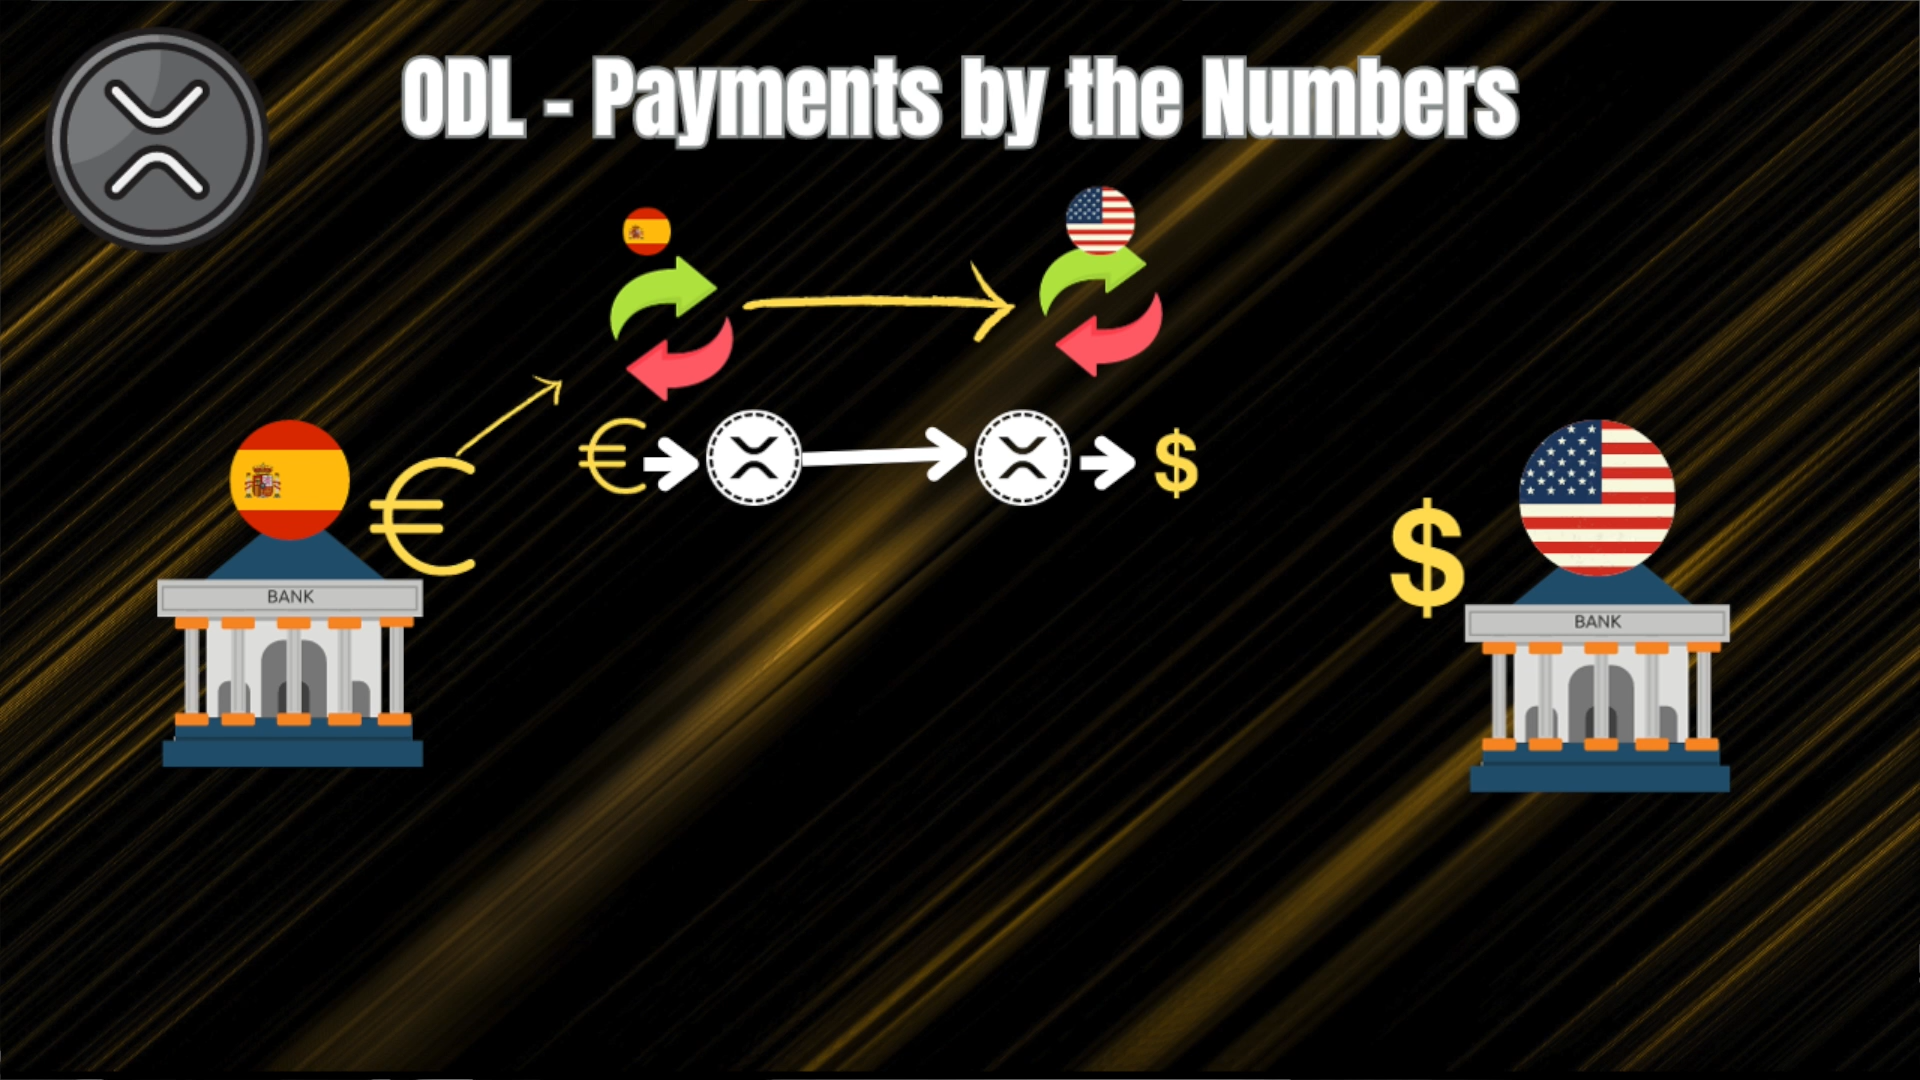 ODL - Payments by the Numbers
€ $
€
$
BANK
BANK